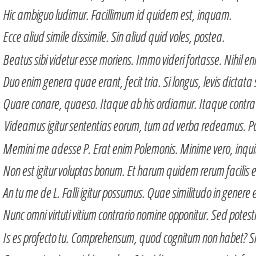 Hic ambiguo ludimur. Facillimum id quidem est, inquam.
Ecce aliud simile dissimile. Sin aliud quid voles, postea.
Beatus sibi videtur esse moriens. Immo videri fortasse. Nihil eni
Duo enim genera quae erant, fecit tria. Si longus, levis dictata s
Quare conare, quaeso. Itaque ab his ordiamur. Itaque contra
Videamus igitur sententias eorum, tum ad verba redeamus. Po
Memini me adesse P. Erat enim Polemonis. Minime vero, inqui
Non est igitur voluptas bonum. Et harum quidem rerum facilis e
An tu me de L. Falli igitur possumus. Quae similitudo in genere e
Nunc omni virtuti vitium contrario nomine opponitur. Sed potest
Is es profecto tu. Comprehensum, quod cognitum non habet? Si